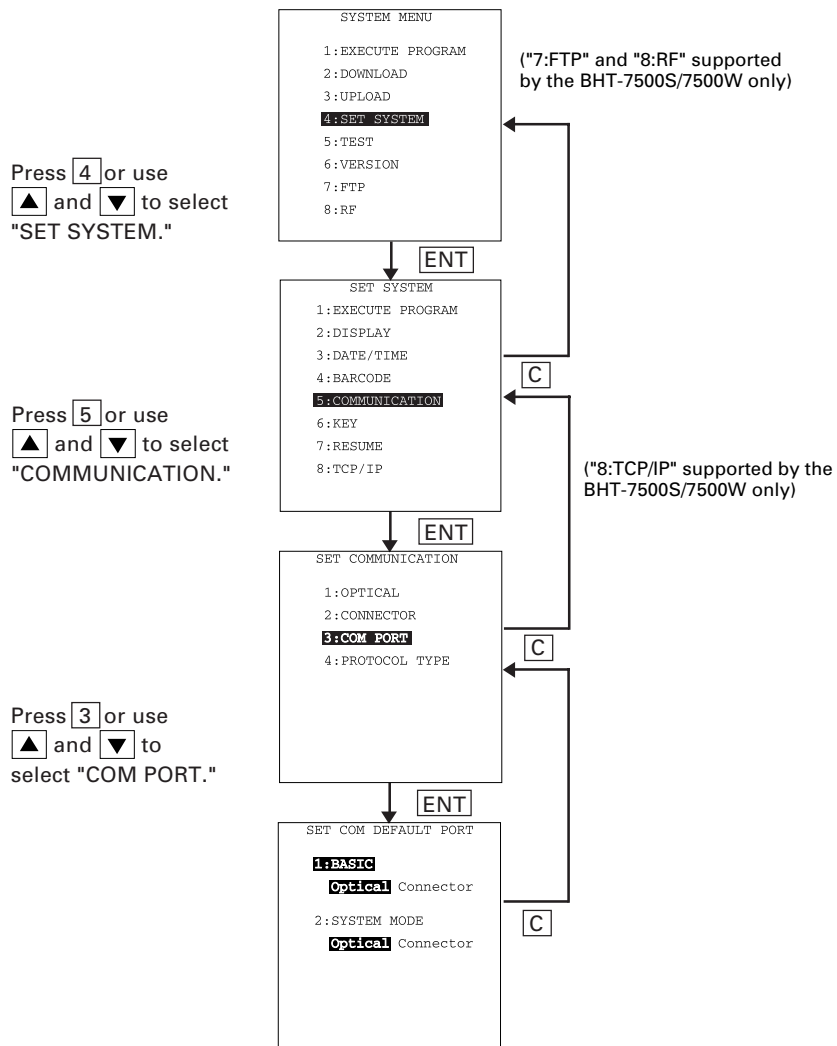 SYSTEM MENU
1:EXECUTE PROGRAM
2:DOWNLOAD
3:UPLOAD
4:SET SYSTEM
5:TEST
6:VERSION
7:FTP
8:RF
("7:FTP" and "8:RF" supported
by the BHT-7500S/7500W only)
Press 4 or use
▲ and ▼ to select
"SET SYSTEM."
ENT
SET SYSTEM
1:EXECUTE PROGRAM
2:DISPLAY
3:DATE/TIME
4:BARCODE
5:COMMUNICATION
6:KEY
7:RESUME
8:TCP/IP
C
Press 5 or use
▲ and ▼ to select
"COMMUNICATION."
("8:TCP/IP" supported by the
BHT-7500S/7500W only)
ENT
SET COMMUNICATION
1:OPTICAL
2:CONNECTOR
3:COM PORT
4:PROTOCOL TYPE
C
Press 3 or use
▲ and ▼ to
select "COM PORT."
ENT
SET COM DEFAULT PORT
1:BASIC
Optical Connector
2:SYSTEM MODE
Optical Connector
C